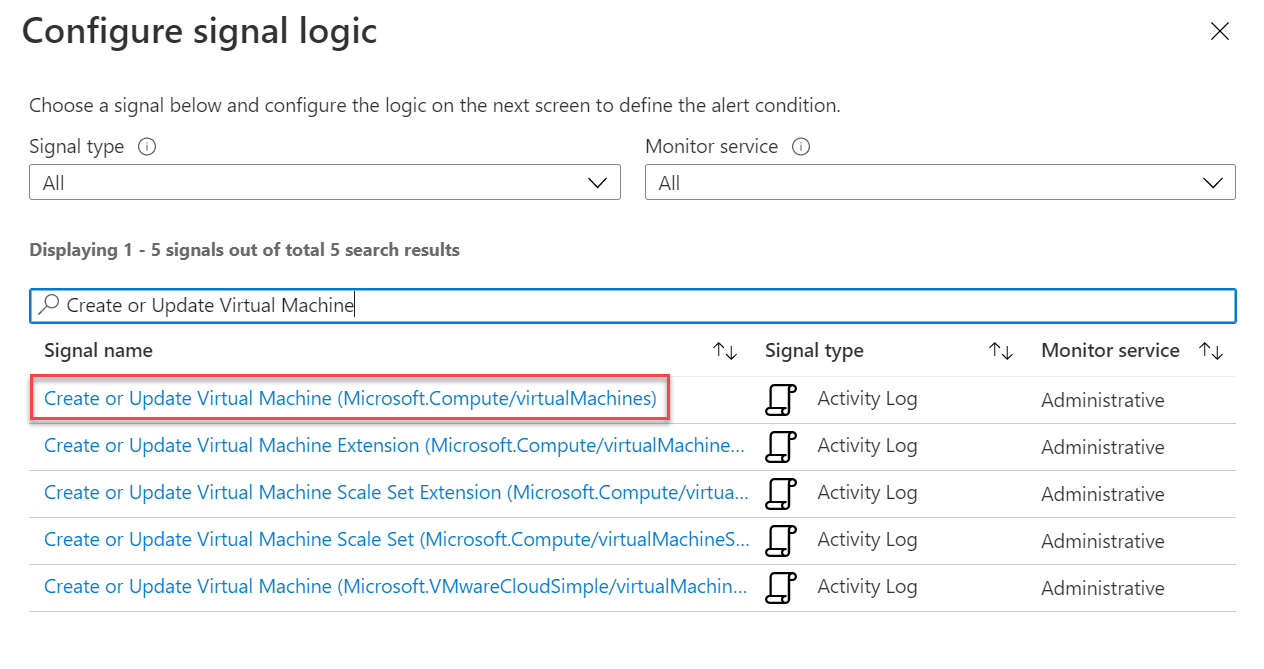 Configure signal logic
Choose a signal below and configure the logic on the next screen to define the alert condition.
Signal type Monitor service
All All
Displaying 1 - 5 signals out of total 5 search results
Create or Update Virtual Machine
Signal name Signal type Monitor service
Create or Update Virtual Machine (Microsoft.Compute/virtualMachines) Activity Log Administrative
Create or Update Virtual Machine Extension (Microsoft.Compute/virtualMachine... Activity Log Administrative
Create or Update Virtual Machine Scale Set Extension (Microsoft.Compute/virtua... Activity Log Administrative
Create or Update Virtual Machine Scale Set (Microsoft.Compute/virtualMachineS... Activity Log Administrative
Create or Update Virtual Machine (Microsoft.VMwareCloudSimple/virtualMachin... Activity Log Administrative